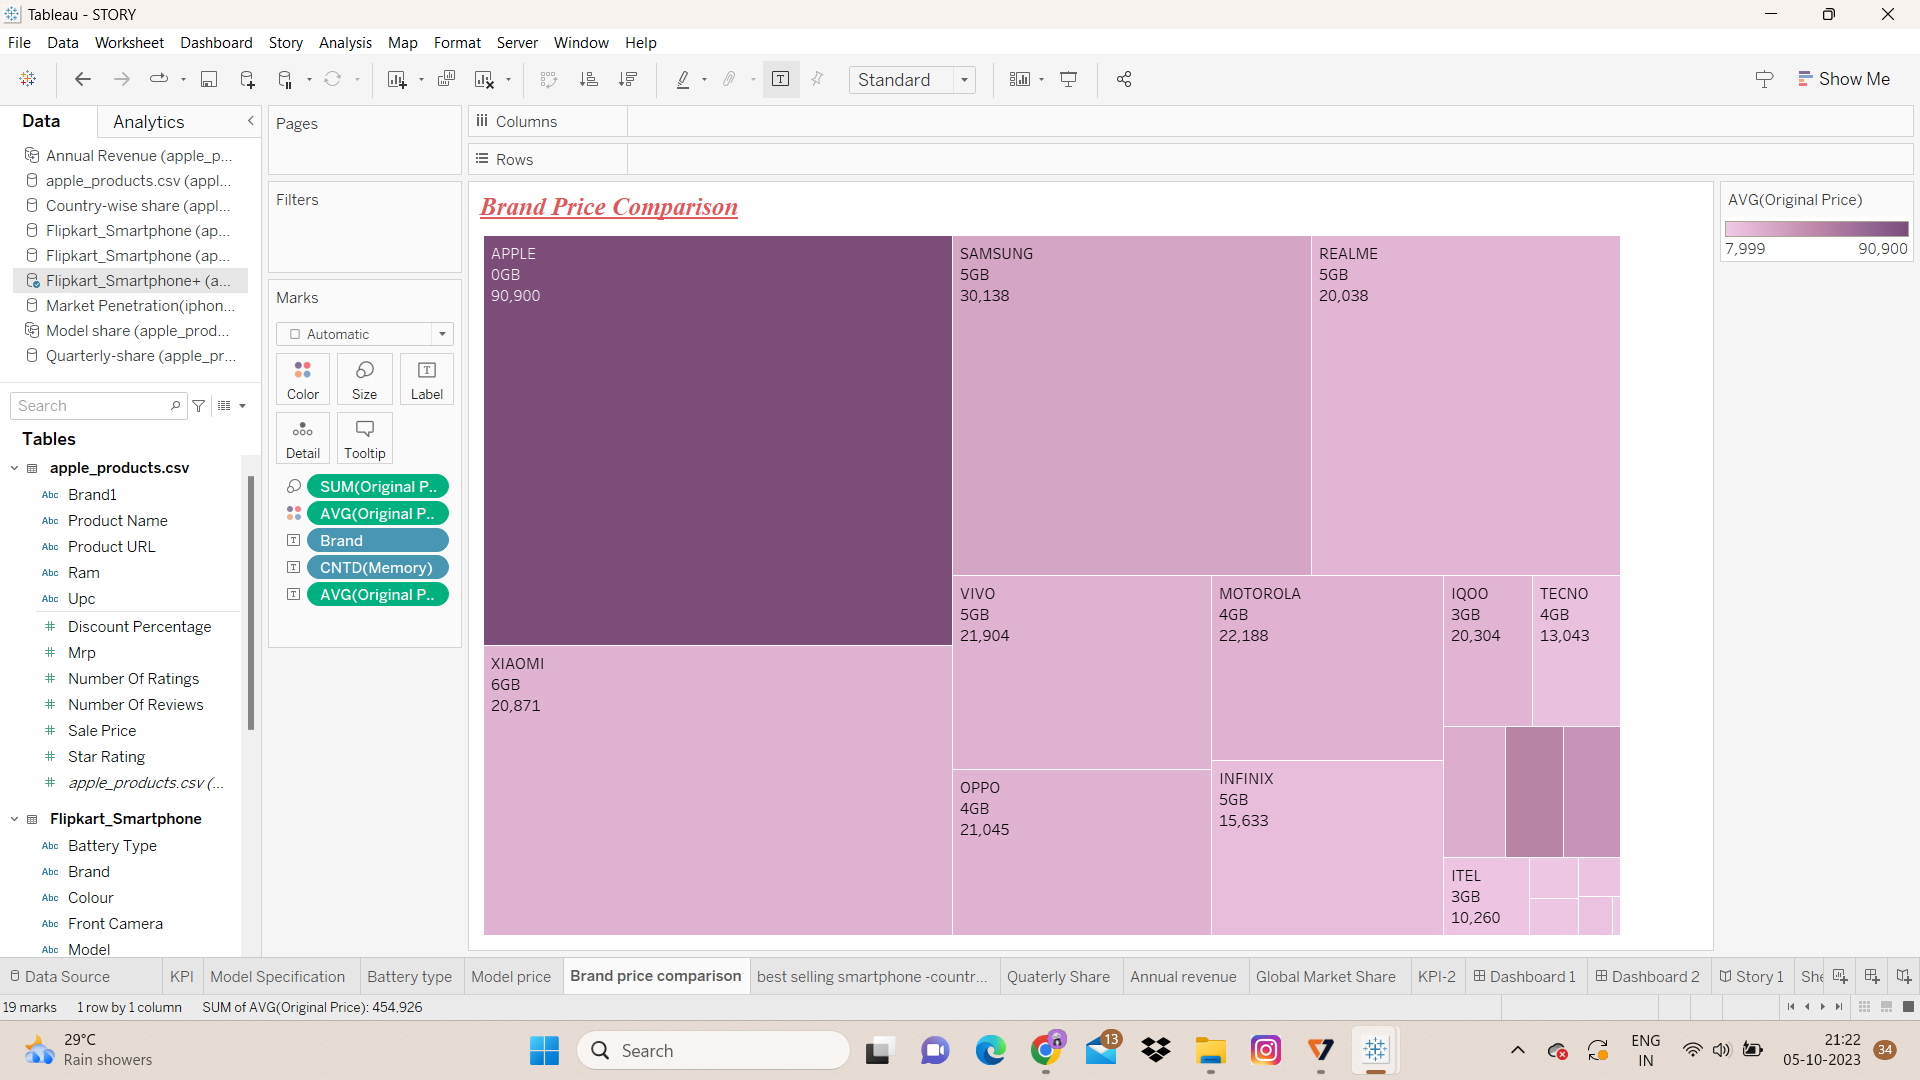 Tableau - STORY
File Data Worksheet Dashboard Story Analysis Map Format Server Window Help
Standard
Show Me
Data
Analytics
Annual Revenue (apple_p...
apple_products.csv (appl...
Country-wise share (appl...
Flipkart_Smartphone (ap...
Flipkart_Smartphone (ap...
Flipkart_Smartphone+ (a...
Market Penetration(iphon...
Model share (apple_prod...
Quarterly-share (apple_pr...
Search
Tables
apple_products.csv
Abc Brand1
Abc Product Name
Abc Product URL
Abc Ram
Abc Upc
# Discount Percentage
# Mrp
# Number Of Ratings
# Number Of Reviews
# Sale Price
# Star Rating
# apple_products.csv (...
Flipkart_Smartphone
Abc Battery Type
Abc Brand
Abc Colour
Abc Front Camera
Abc Model
Pages
Filters
Marks
Automatic
Color
Size
T
Label
Detail
Tooltip
SUM(Original P..
AVG(Original P..
T Brand
T CNTD(Memory)
T AVG(Original P..
Columns
Rows
Brand Price Comparison
APPLE
0GB
90,900
SAMSUNG
5GB
30,138
REALME
5GB
20,038
XIAOMI
6GB
20,871
VIVO
5GB
21,904
MOTOROLA
4GB
22,188
IQOO
3GB
20,304
TECNO
4GB
13,043
OPPO
4GB
21,045
INFINIX
5GB
15,633
ITEL
3GB
10,260
AVG(Original Price)
7,999 90,900
Data Source KPI Model Specification Battery type Model price Brand price comparison best selling smartphone -countr... Quaterly Share Annual revenue Global Market Share KPI-2 Dashboard 1 Dashboard 2 Story 1 She
19 marks 1 row by 1 column SUM of AVG(Original Price): 454,926
29°C
Rain showers
Search
13
ENG
IN
21:22
05-10-2023
34